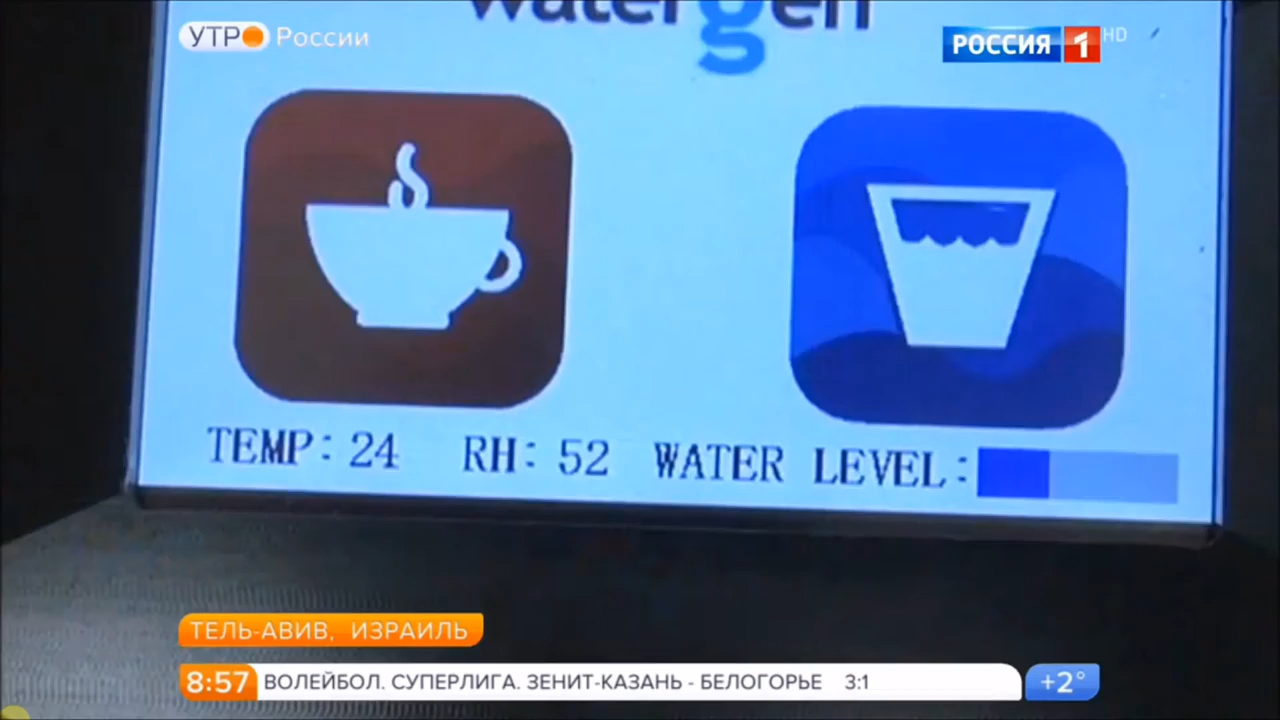 watergen
УТРО России
РОССИЯ 1 HD
TEMP: 24 RH: 52 WATER LEVEL:
ТЕЛЬ-АВИВ, ИЗРАИЛЬ
8:57 ВОЛЕЙБОЛ. СУПЕРЛИГА. ЗЕНИТ-КАЗАНЬ - БЕЛОГОРЬЕ 3:1 +2°